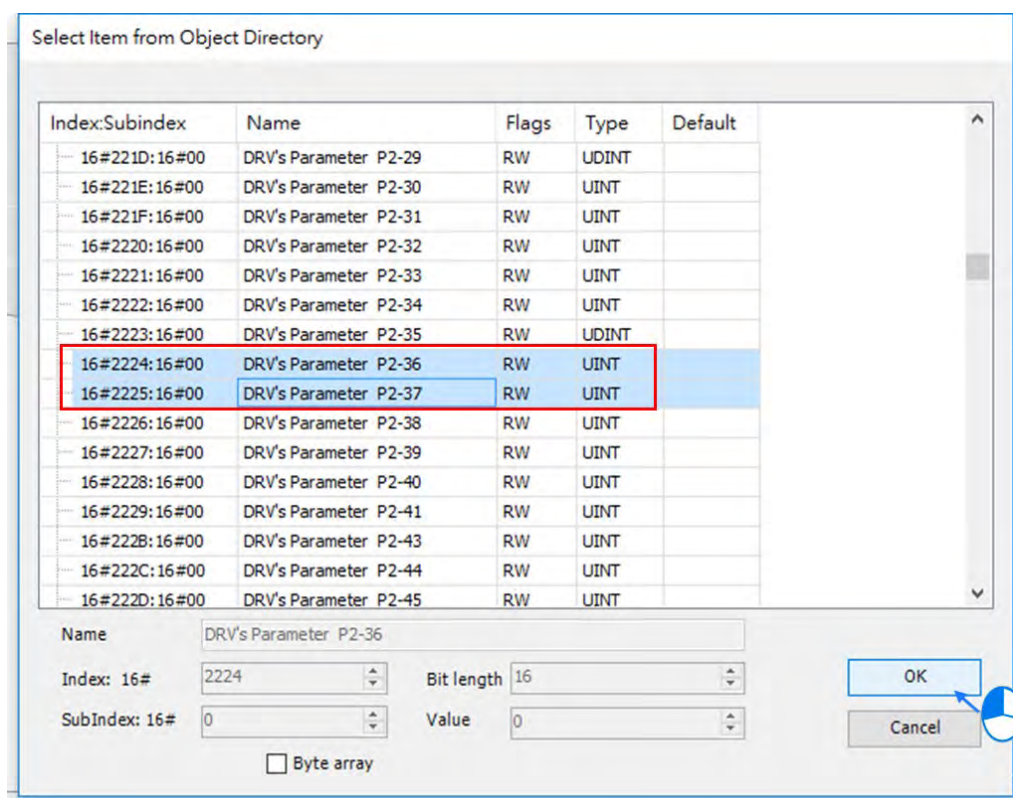 Select Item from Object Directory
Index:Subindex Name Flags Type Default
16#221D:16#00 DRV's Parameter P2-29 RW UDINT
16#221E:16#00 DRV's Parameter P2-30 RW UINT
16#221F:16#00 DRV's Parameter P2-31 RW UINT
16#2220:16#00 DRV's Parameter P2-32 RW UINT
16#2221:16#00 DRV's Parameter P2-33 RW UINT
16#2222:16#00 DRV's Parameter P2-34 RW UINT
16#2223:16#00 DRV's Parameter P2-35 RW UDINT
16#2224:16#00 DRV's Parameter P2-36 RW UINT
16#2225:16#00 DRV's Parameter P2-37 RW UINT
16#2226:16#00 DRV's Parameter P2-38 RW UINT
16#2227:16#00 DRV's Parameter P2-39 RW UINT
16#2228:16#00 DRV's Parameter P2-40 RW UINT
16#2229:16#00 DRV's Parameter P2-41 RW UINT
16#222B:16#00 DRV's Parameter P2-43 RW UINT
16#222C:16#00 DRV's Parameter P2-44 RW UINT
16#222D:16#00 DRV's Parameter P2-45 RW UINT
Name DRV's Parameter P2-36
Index: 16# 2224 Bit length 16 OK
SubIndex: 16# 0 Value 0 Cancel
Byte array